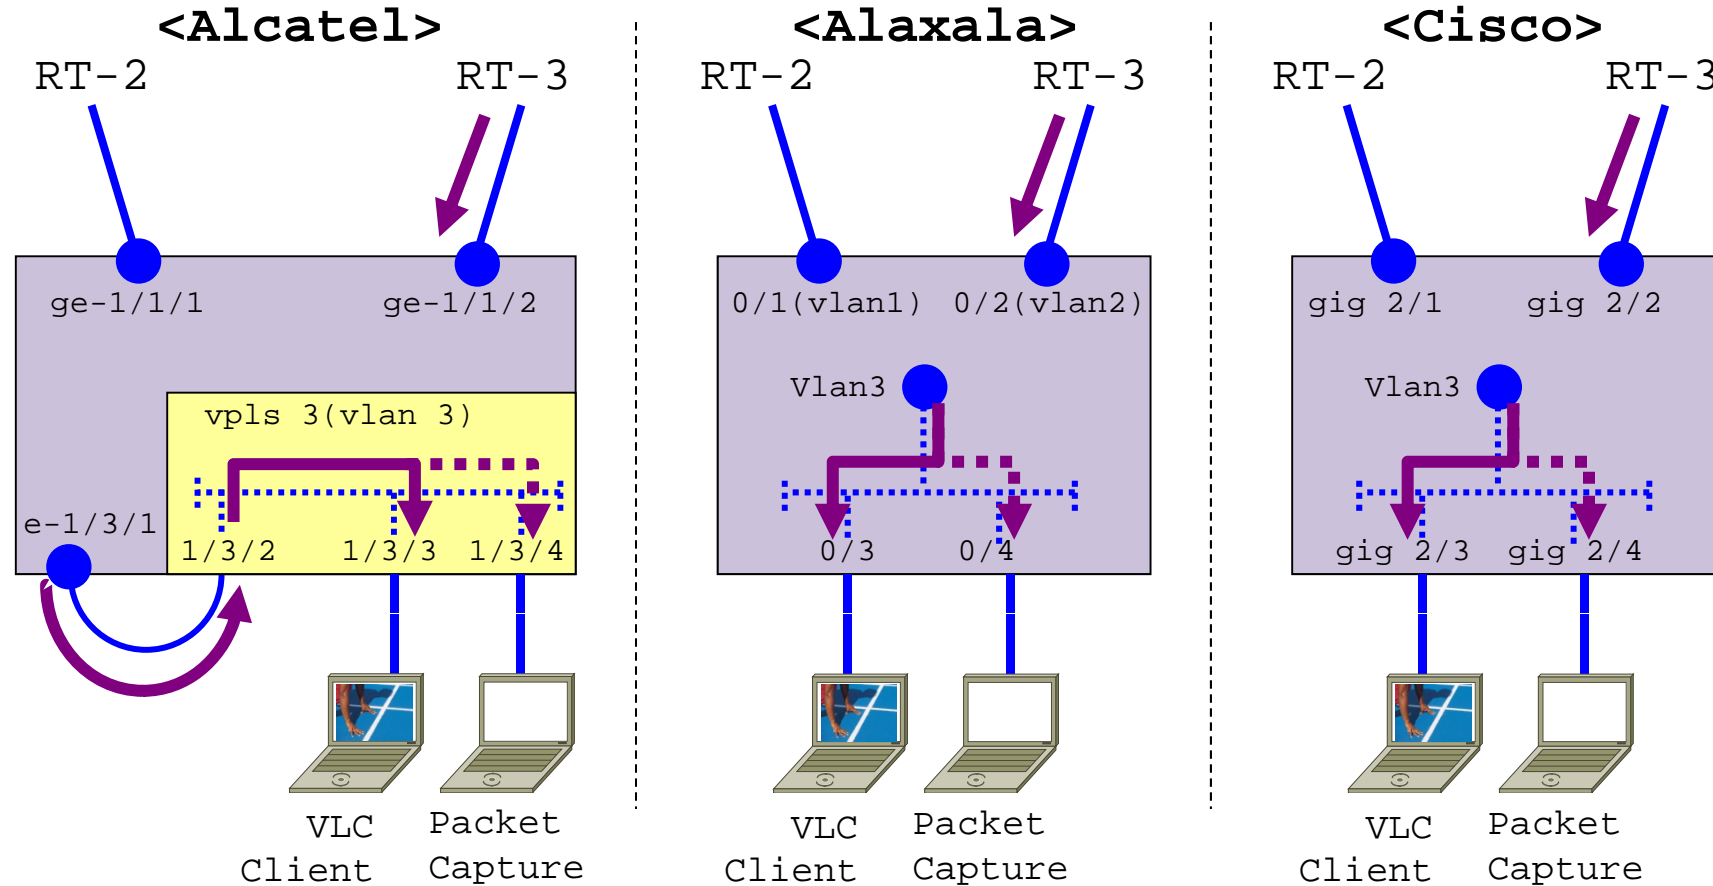 <Alcatel>
RT-2 RT-3
ge-1/1/1 ge-1/1/2
vpls 3(vlan 3)
e-1/3/1
1/3/2 1/3/3 1/3/4
VLC Client
Packet Capture
<Alaxala>
RT-2 RT-3
0/1(vlan1) 0/2(vlan2)
Vlan3
0/3 0/4
VLC Client
Packet Capture
<Cisco>
RT-2 RT-3
gig 2/1 gig 2/2
Vlan3
gig 2/3 gig 2/4
VLC Client
Packet Capture